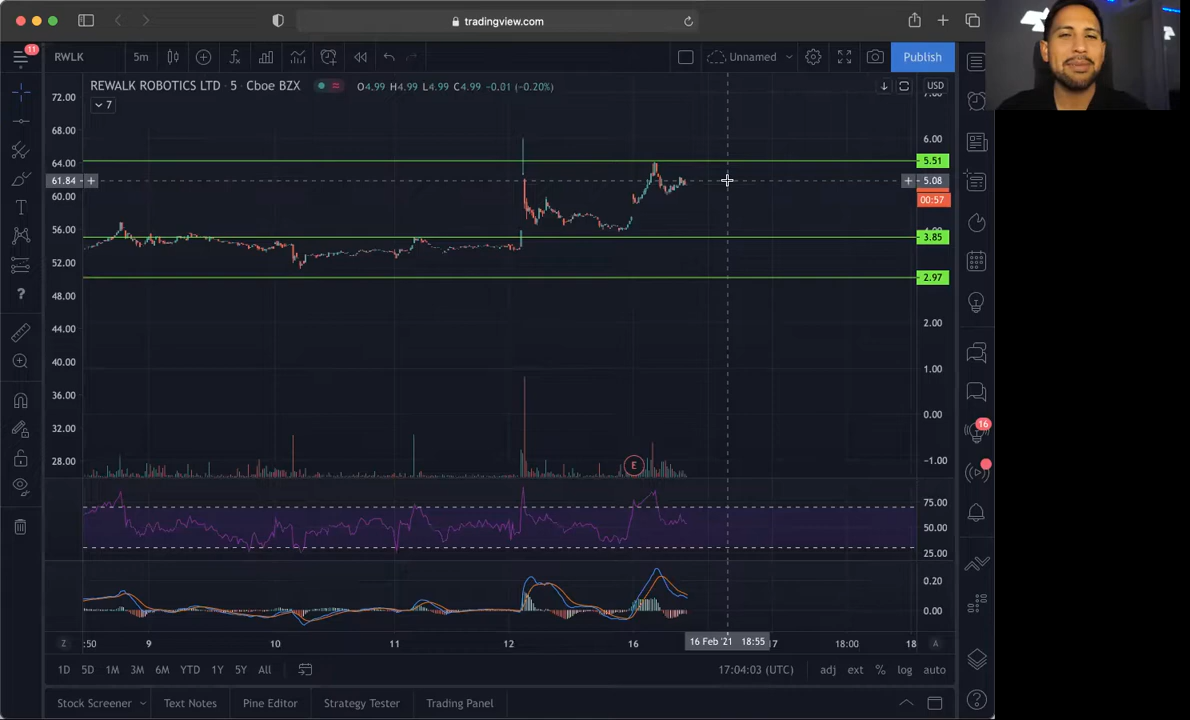 tradingview.com
11
RWLK
5m
Unnamed
Publish
REWALK ROBOTICS LTD · 5 · Cboe BZX
O4.99 H4.99 L4.99 C4.99 −0.01 (−0.20%)
USD
7
72.00
68.00
64.00
61.84
60.00
56.00
52.00
48.00
44.00
40.00
36.00
32.00
28.00
7.00
6.00
5.51
5.08
00:57
3.85
2.97
2.00
1.00
0.00
−1.00
E
75.00
50.00
25.00
0.20
0.00
16
?
Z
:50
9
10
11
12
16
16 Feb '21 18:55
18:00
18
A
1D
5D
1M
3M
6M
YTD
1Y
5Y
All
17:04:03 (UTC)
adj
ext
%
log
auto
Stock Screener
Text Notes
Pine Editor
Strategy Tester
Trading Panel